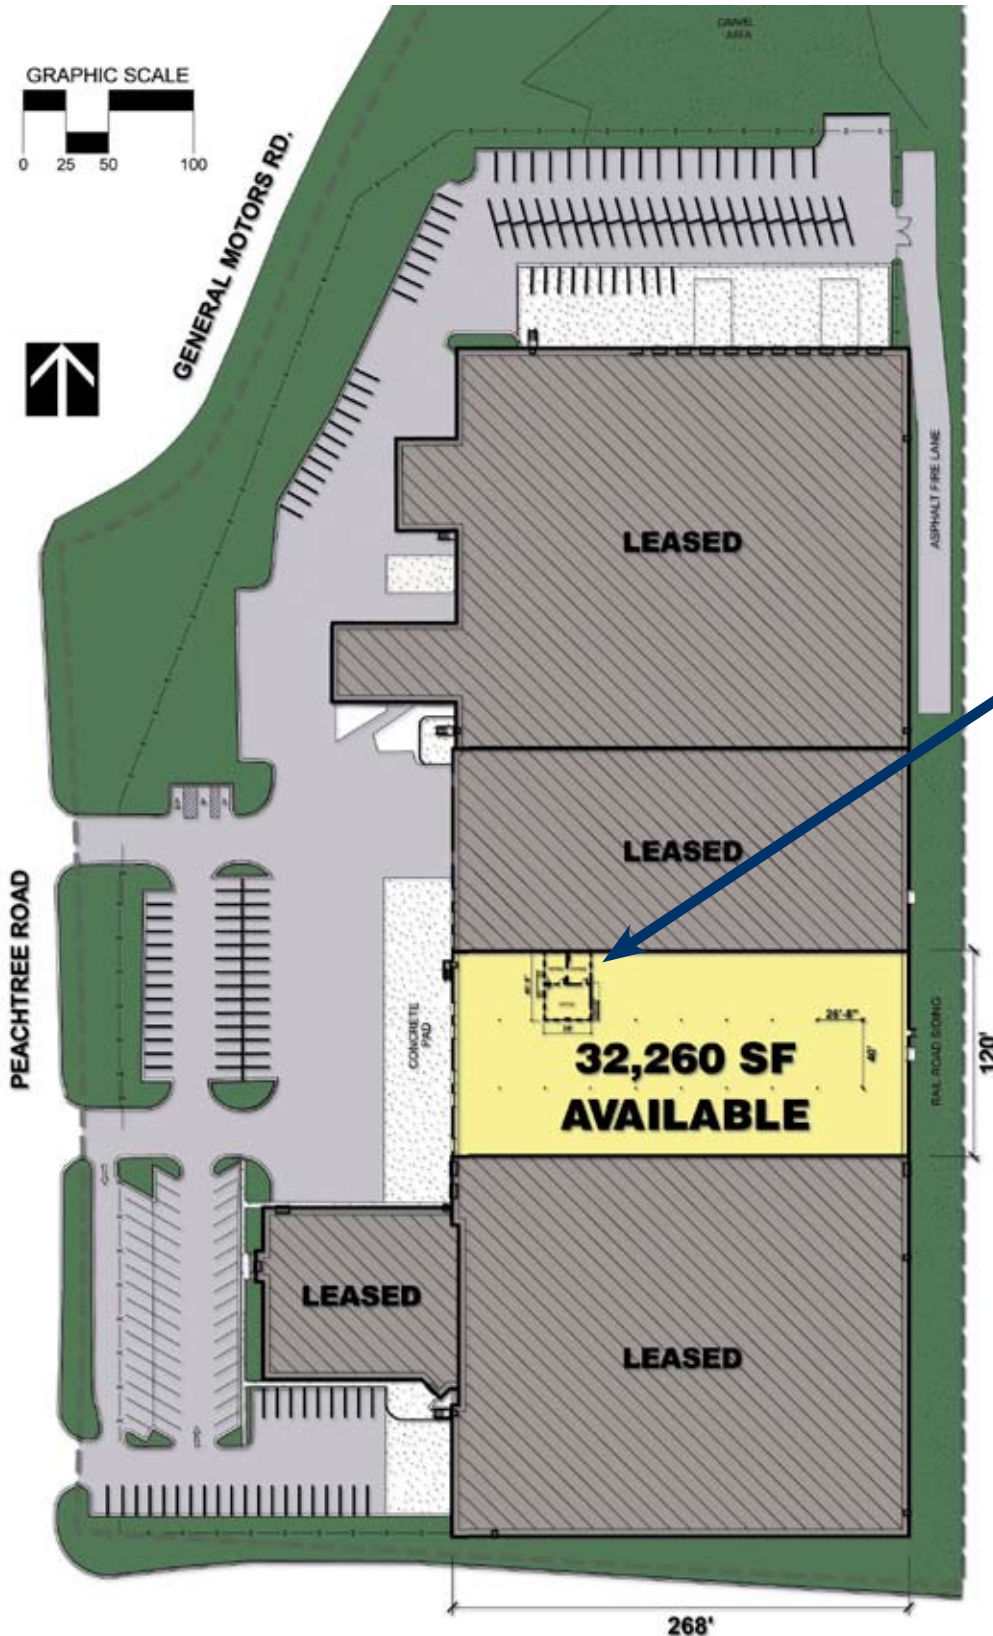 GRAVEL
AREA
GRAPHIC SCALE
0 25 50 100
GENERAL MOTORS RD.
ASPHALT FIRE LANE
LEASED
LEASED
PEACHTREE ROAD
CONCRETE
PAD
26'-8"
40'
32,260 SF
AVAILABLE
RAIL ROAD SIDING
120'
LEASED
LEASED
268'